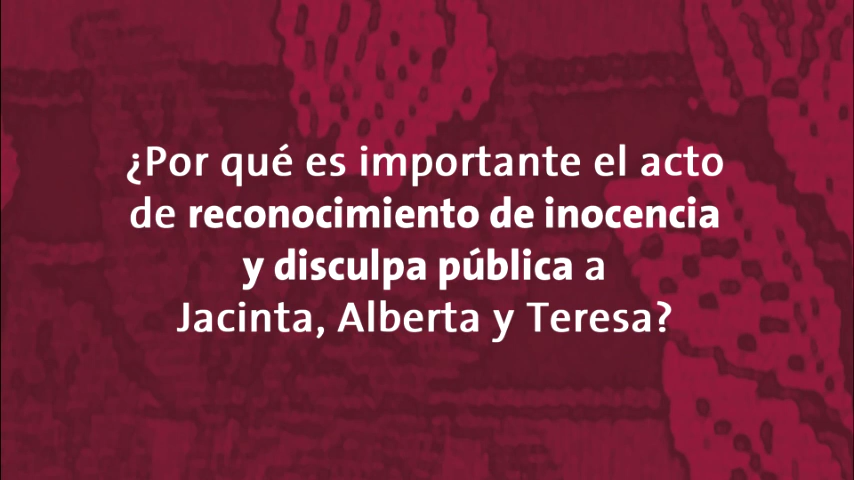 ¿Por qué es importante el acto
de reconocimiento de inocencia
y disculpa pública a
Jacinta, Alberta y Teresa?